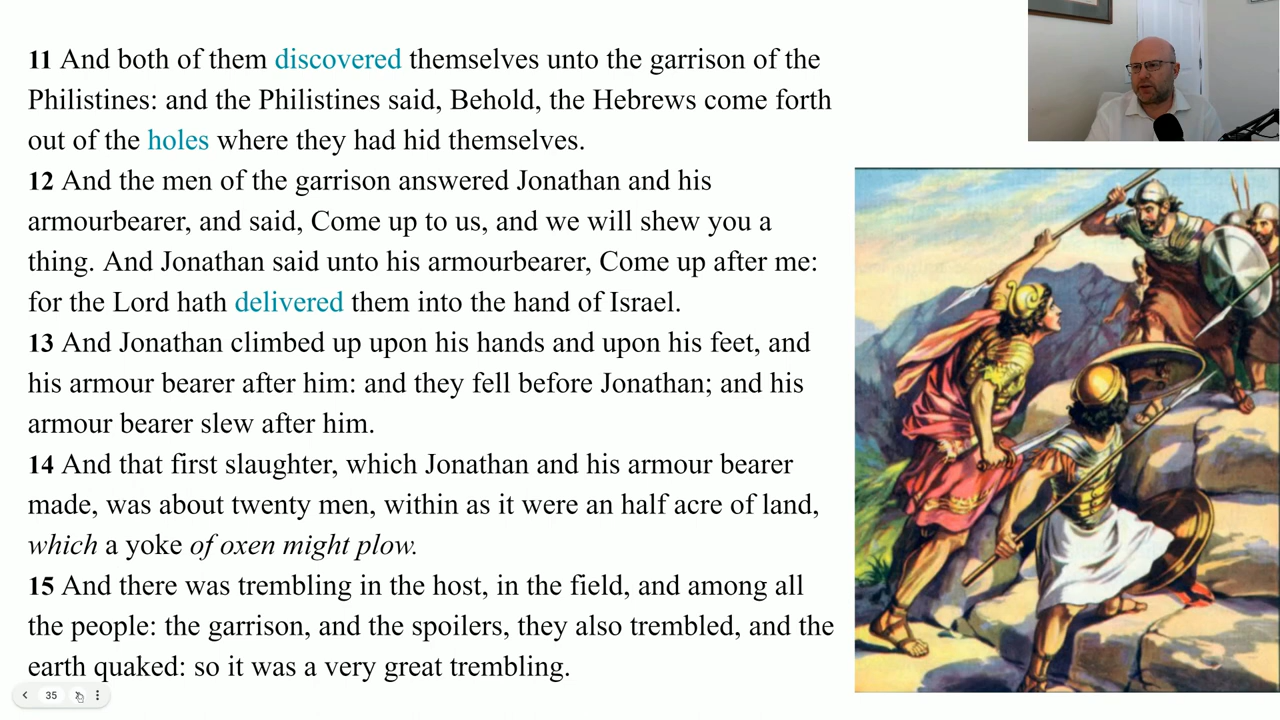 11 And both of them discovered themselves unto the garrison of the
Philistines: and the Philistines said, Behold, the Hebrews come forth
out of the holes where they had hid themselves.
12 And the men of the garrison answered Jonathan and his
armourbearer, and said, Come up to us, and we will shew you a
thing. And Jonathan said unto his armourbearer, Come up after me:
for the Lord hath delivered them into the hand of Israel.
13 And Jonathan climbed up upon his hands and upon his feet, and
his armour bearer after him: and they fell before Jonathan; and his
armour bearer slew after him.
14 And that first slaughter, which Jonathan and his armour bearer
made, was about twenty men, within as it were an half acre of land,
which a yoke of oxen might plow.
15 And there was trembling in the host, in the field, and among all
the people: the garrison, and the spoilers, they also trembled, and the
earth quaked: so it was a very great trembling.
35